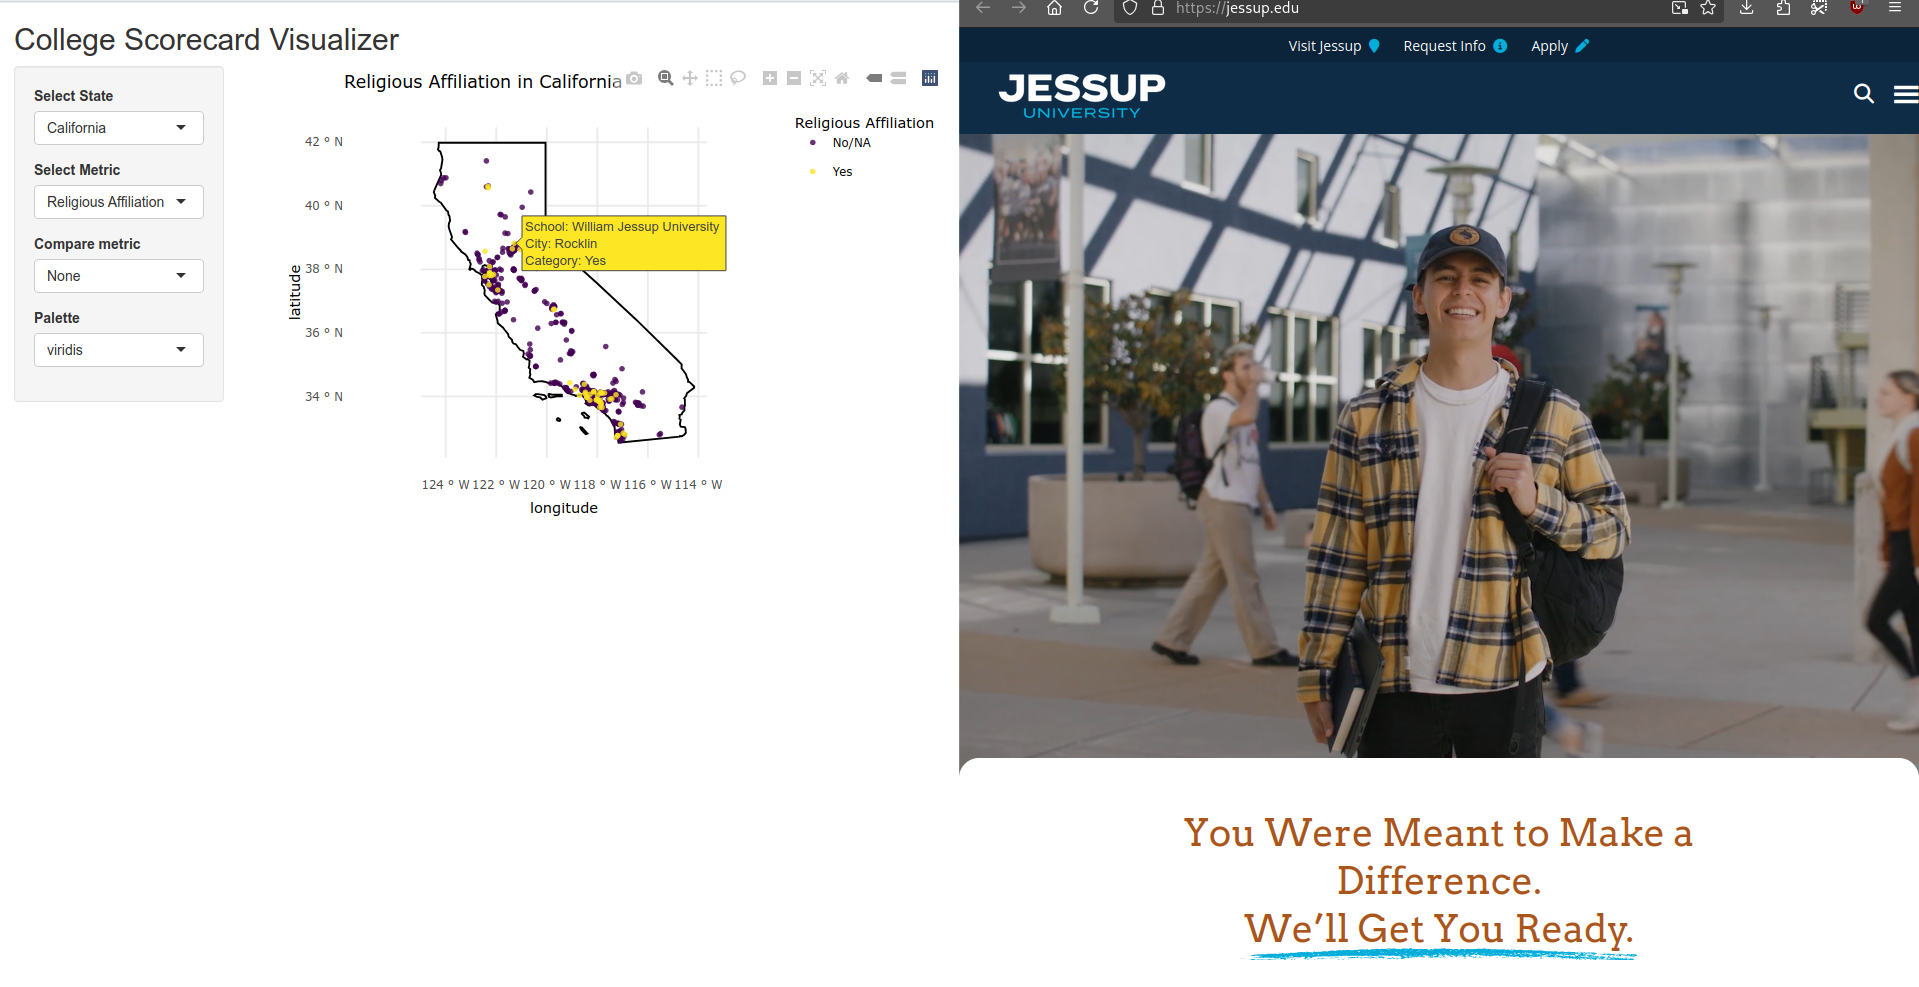 College Scorecard Visualizer
Select State
California
Select Metric
Religious Affiliation
Compare metric
None
Palette
viridis
Religious Affiliation in California
Religious Affiliation
No/NA
Yes
42 ° N
40 ° N
38 ° N
36 ° N
34 ° N
latitude
School: William Jessup University
City: Rocklin
Category: Yes
124 ° W 122 ° W 120 ° W 118 ° W 116 ° W 114 ° W
longitude
https://jessup.edu
Visit Jessup
Request Info
Apply
JESSUP
UNIVERSITY
You Were Meant to Make a
Difference.
We’ll Get You Ready.